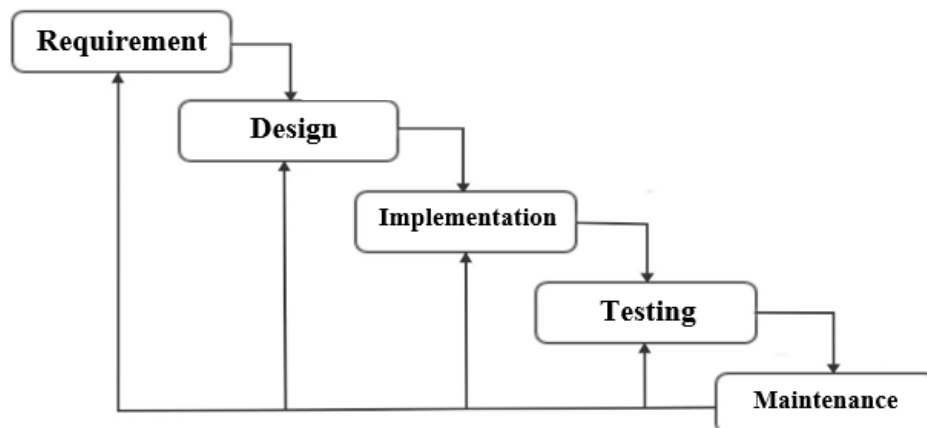 Requirement
Design
Implementation
Testing
Maintenance